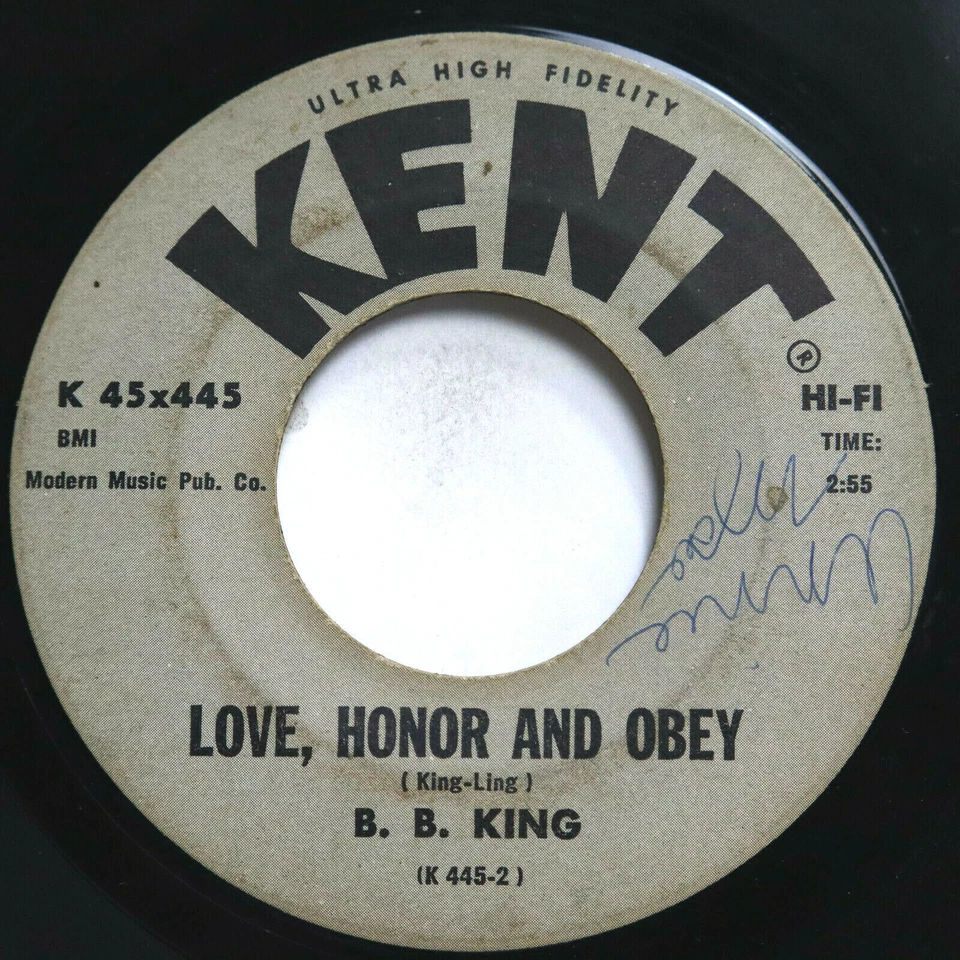 ULTRA HIGH FIDELITY
KENT
®
K 45x445
HI-FI
BMI
TIME:
Modern Music Pub. Co.
2:55
LOVE, HONOR AND OBEY
( King-Ling )
B. B. KING
(K 445-2 )